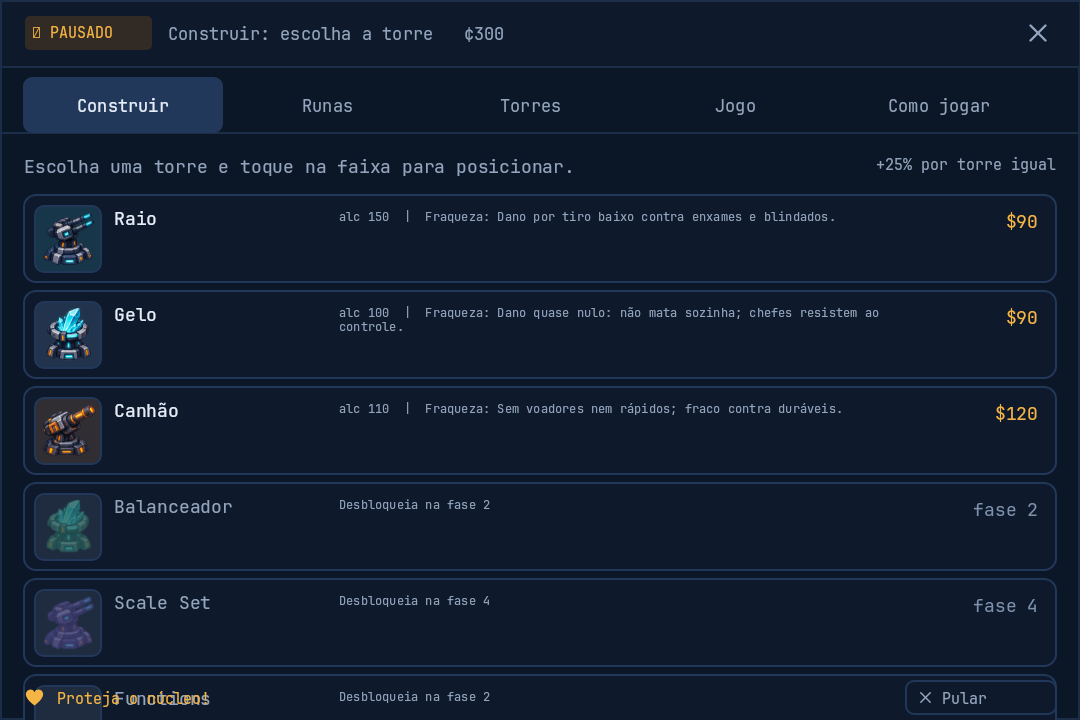 PAUSADO
Construir: escolha a torre $300
Construir Runas Torres Jogo Como jogar
Escolha uma torre e toque na faixa para posicionar. +25% por torre igual
Raio alc 150 | Fraqueza: Dano por tiro baixo contra enxames e blindados. $90
Gelo alc 100 | Fraqueza: Dano quase nulo: não mata sozinha; chefes resistem ao $90
controle.
Canhão alc 110 | Fraqueza: Sem voadores nem rápidos; fraco contra duráveis. $120
Balanceador Desbloqueia na fase 2 fase 2
Scale Set Desbloqueia na fase 4 fase 4
Functions Desbloqueia na fase 2
Proteja o núcleo! Pular